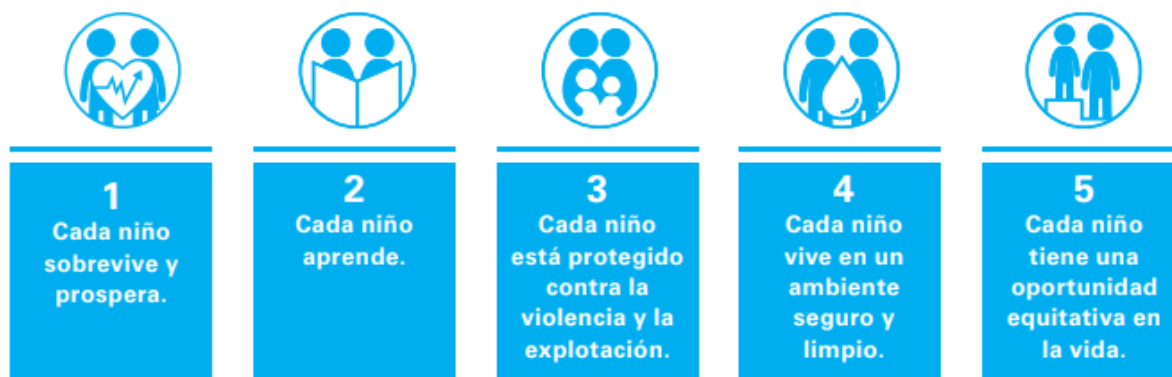 1
Cada niño
sobrevive y
prospera.
2
Cada niño
aprende.
3
Cada niño
está protegido
contra la
violencia y la
explotación.
4
Cada niño
vive en un
ambiente
seguro y
limpio.
5
Cada niño
tiene una
oportunidad
equitativa en
la vida.